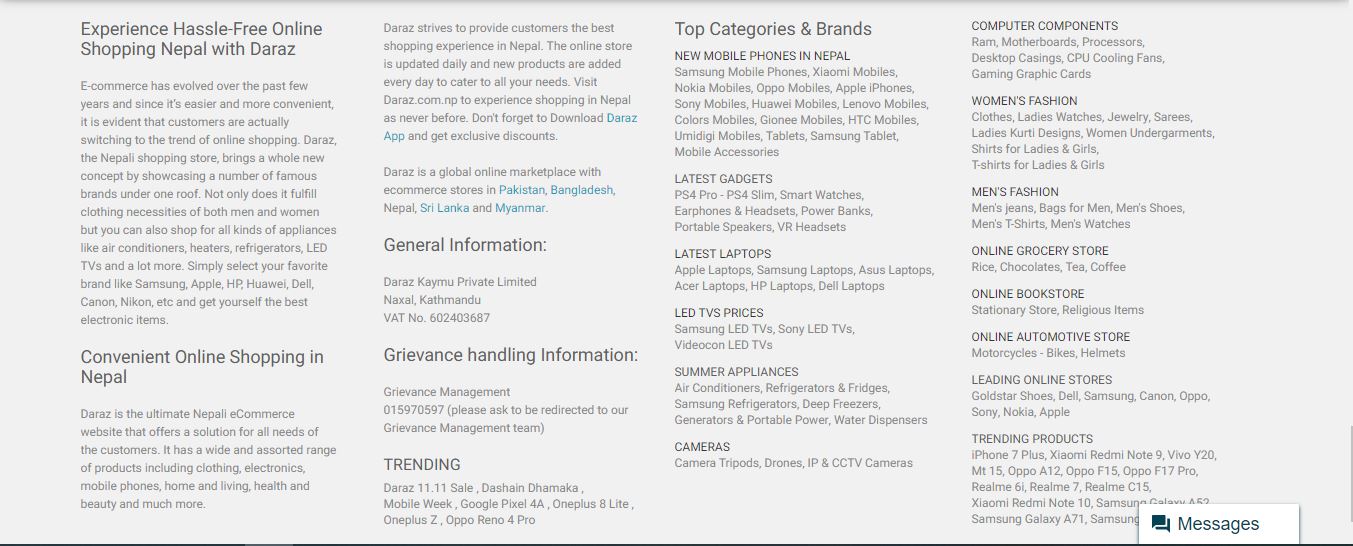 Experience Hassle-Free Online
Shopping Nepal with Daraz
E-commerce has evolved over the past few
years and since it's easier and more convenient,
it is evident that customers are actually
switching to the trend of online shopping. Daraz,
the Nepali shopping store, brings a whole new
concept by showcasing a number of famous
brands under one roof. Not only does it fulfill
clothing necessities of both men and women
but you can also shop for all kinds of appliances
like air conditioners, heaters, refrigerators, LED
TVs and a lot more. Simply select your favorite
brand like Samsung, Apple, HP, Huawei, Dell,
Canon, Nikon, etc and get yourself the best
electronic items.
Convenient Online Shopping in
Nepal
Daraz is the ultimate Nepali eCommerce
website that offers a solution for all needs of
the customers. It has a wide and assorted range
of products including clothing, electronics,
mobile phones, home and living, health and
beauty and much more.
Daraz strives to provide customers the best
shopping experience in Nepal. The online store
is updated daily and new products are added
every day to cater to all your needs. Visit
Daraz.com.np to experience shopping in Nepal
as never before. Don't forget to Download Daraz
App and get exclusive discounts.
Daraz is a global online marketplace with
ecommerce stores in Pakistan, Bangladesh,
Nepal, Sri Lanka and Myanmar.
General Information:
Daraz Kaymu Private Limited
Naxal, Kathmandu
VAT No. 602403687
Grievance handling Information:
Grievance Management
015970597 (please ask to be redirected to our
Grievance Management team)
TRENDING
Daraz 11.11 Sale , Dashain Dhamaka ,
Mobile Week , Google Pixel 4A , Oneplus 8 Lite ,
Oneplus Z , Oppo Reno 4 Pro
Top Categories & Brands
NEW MOBILE PHONES IN NEPAL
Samsung Mobile Phones, Xiaomi Mobiles,
Nokia Mobiles, Oppo Mobiles, Apple iPhones,
Sony Mobiles, Huawei Mobiles, Lenovo Mobiles,
Colors Mobiles, Gionee Mobiles, HTC Mobiles,
Umidigi Mobiles, Tablets, Samsung Tablet,
Mobile Accessories
LATEST GADGETS
PS4 Pro - PS4 Slim, Smart Watches,
Earphones & Headsets, Power Banks,
Portable Speakers, VR Headsets
LATEST LAPTOPS
Apple Laptops, Samsung Laptops, Asus Laptops,
Acer Laptops, HP Laptops, Dell Laptops
LED TVS PRICES
Samsung LED TVs, Sony LED TVs,
Videocon LED TVs
SUMMER APPLIANCES
Air Conditioners, Refrigerators & Fridges,
Samsung Refrigerators, Deep Freezers,
Generators & Portable Power, Water Dispensers
CAMERAS
Camera Tripods, Drones, IP & CCTV Cameras
COMPUTER COMPONENTS
Ram, Motherboards, Processors,
Desktop Casings, CPU Cooling Fans,
Gaming Graphic Cards
WOMEN'S FASHION
Clothes, Ladies Watches, Jewelry, Sarees,
Ladies Kurti Designs, Women Undergarments,
Shirts for Ladies & Girls,
T-shirts for Ladies & Girls
MEN'S FASHION
Men's jeans, Bags for Men, Men's Shoes,
Men's T-Shirts, Men's Watches
ONLINE GROCERY STORE
Rice, Chocolates, Tea, Coffee
ONLINE BOOKSTORE
Stationary Store, Religious Items
ONLINE AUTOMOTIVE STORE
Motorcycles - Bikes, Helmets
LEADING ONLINE STORES
Goldstar Shoes, Dell, Samsung, Canon, Oppo,
Sony, Nokia, Apple
TRENDING PRODUCTS
iPhone 7 Plus, Xiaomi Redmi Note 9, Vivo Y20,
Mt 15, Oppo A12, Oppo F15, Oppo F17 Pro,
Realme 6i, Realme 7, Realme C15,
Xiaomi Redmi Note 10, Samsung Galaxy A52,
Samsung Galaxy A71, Samsung
Messages